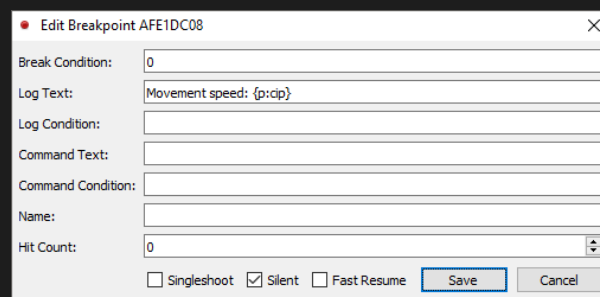 Edit Breakpoint AFE1DC08
Break Condition: 0
Log Text: Movement speed: {p:cip}
Log Condition:
Command Text:
Command Condition:
Name:
Hit Count: 0
Singleshoot Silent Fast Resume Save Cancel